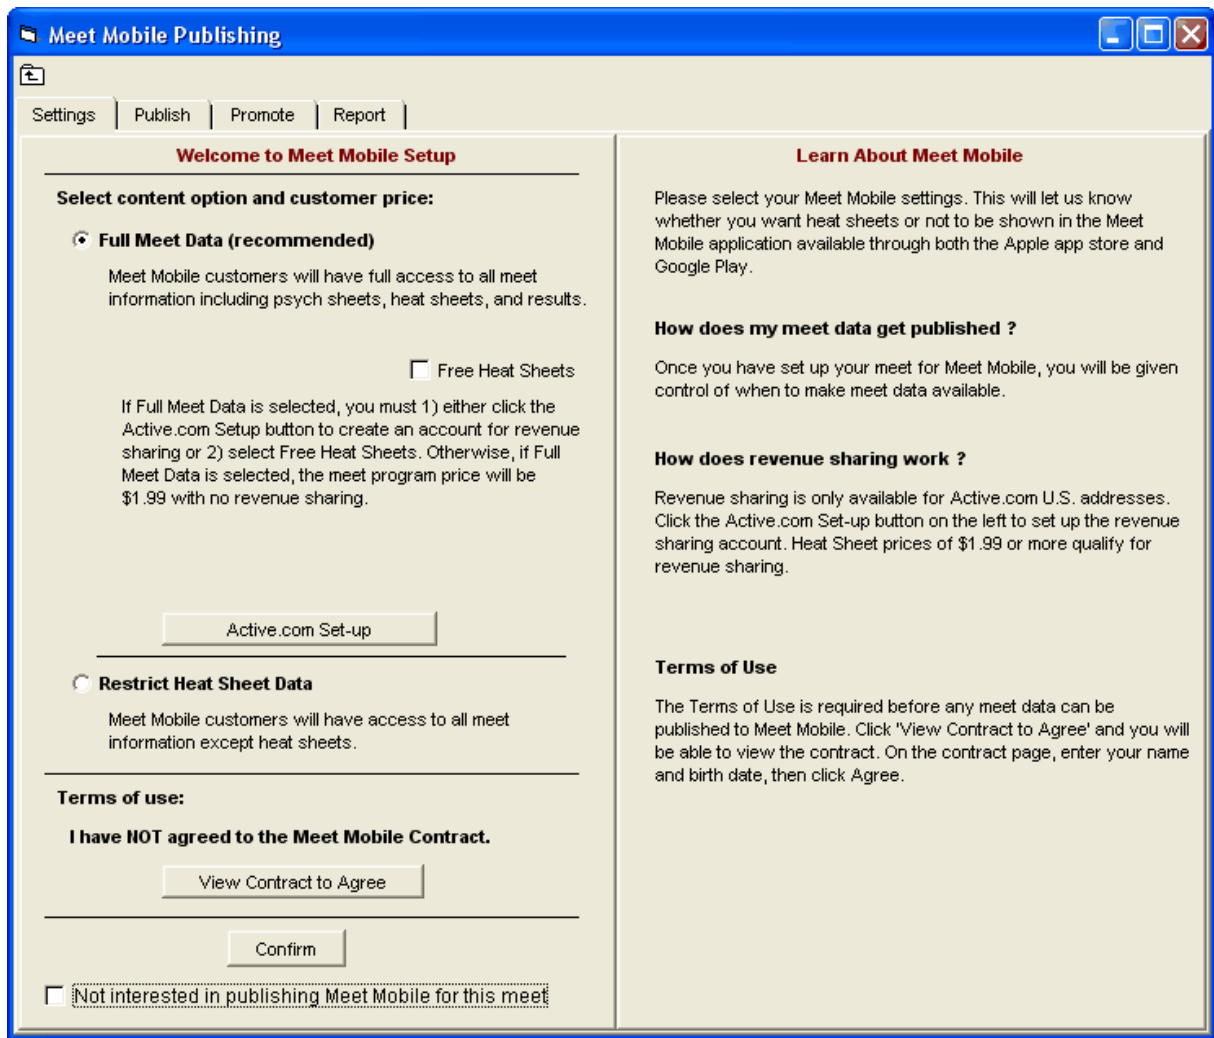 Meet Mobile Publishing
Settings
Publish
Promote
Report
Welcome to Meet Mobile Setup
Select content option and customer price:
Full Meet Data (recommended)
Meet Mobile customers will have full access to all meet
information including psych sheets, heat sheets, and results.
Free Heat Sheets
If Full Meet Data is selected, you must 1) either click the
Active.com Setup button to create an account for revenue
sharing or 2) select Free Heat Sheets. Otherwise, if Full
Meet Data is selected, the meet program price will be
$1.99 with no revenue sharing.
Active.com Set-up
Restrict Heat Sheet Data
Meet Mobile customers will have access to all meet
information except heat sheets.
Terms of use:
I have NOT agreed to the Meet Mobile Contract.
View Contract to Agree
Confirm
Not interested in publishing Meet Mobile for this meet
Learn About Meet Mobile
Please select your Meet Mobile settings. This will let us know
whether you want heat sheets or not to be shown in the Meet
Mobile application available through both the Apple app store and
Google Play.
How does my meet data get published ?
Once you have set up your meet for Meet Mobile, you will be given
control of when to make meet data available.
How does revenue sharing work ?
Revenue sharing is only available for Active.com U.S. addresses.
Click the Active.com Set-up button on the left to set up the revenue
sharing account. Heat Sheet prices of $1.99 or more qualify for
revenue sharing.
Terms of Use
The Terms of Use is required before any meet data can be
published to Meet Mobile. Click 'View Contract to Agree' and you will
be able to view the contract. On the contract page, enter your name
and birth date, then click Agree.